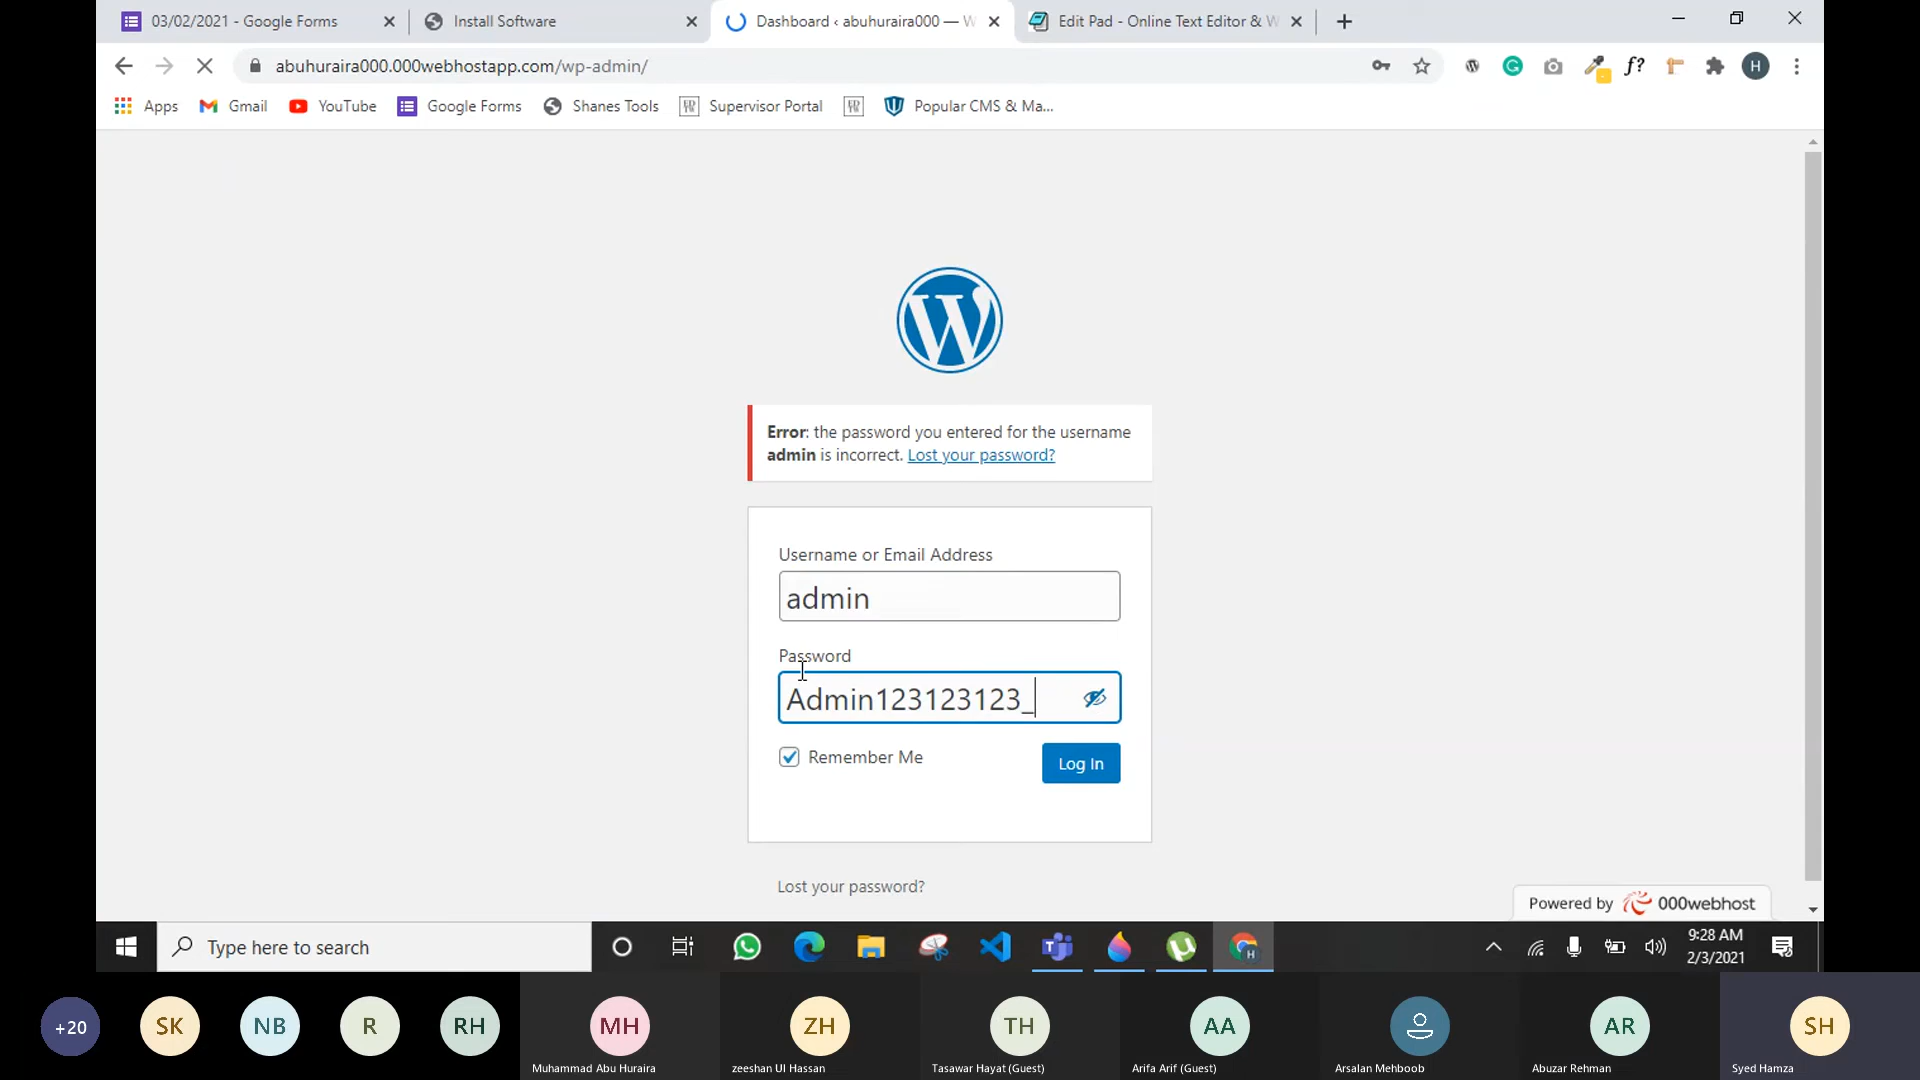 03/02/2021 - Google Forms
Install Software
Dashboard ‹ abuhuraira000 — W
Edit Pad - Online Text Editor & W
abuhuraira000.000webhostapp.com/wp-admin/
f?
H
Apps
Gmail
YouTube
Google Forms
Shanes Tools
Supervisor Portal
Popular CMS & Ma...
Error: the password you entered for the username
admin is incorrect. Lost your password?
Username or Email Address
admin
Password
Admin123123123_
Remember Me
Log In
Lost your password?
Powered by 000webhost
Type here to search
9:28 AM
2/3/2021
+20
SK
NB
R
RH
MH
ZH
TH
AA
AR
SH
Muhammad Abu Huraira
zeeshan Ul Hassan
Tasawar Hayat (Guest)
Arifa Arif (Guest)
Arsalan Mehboob
Abuzar Rehman
Syed Hamza